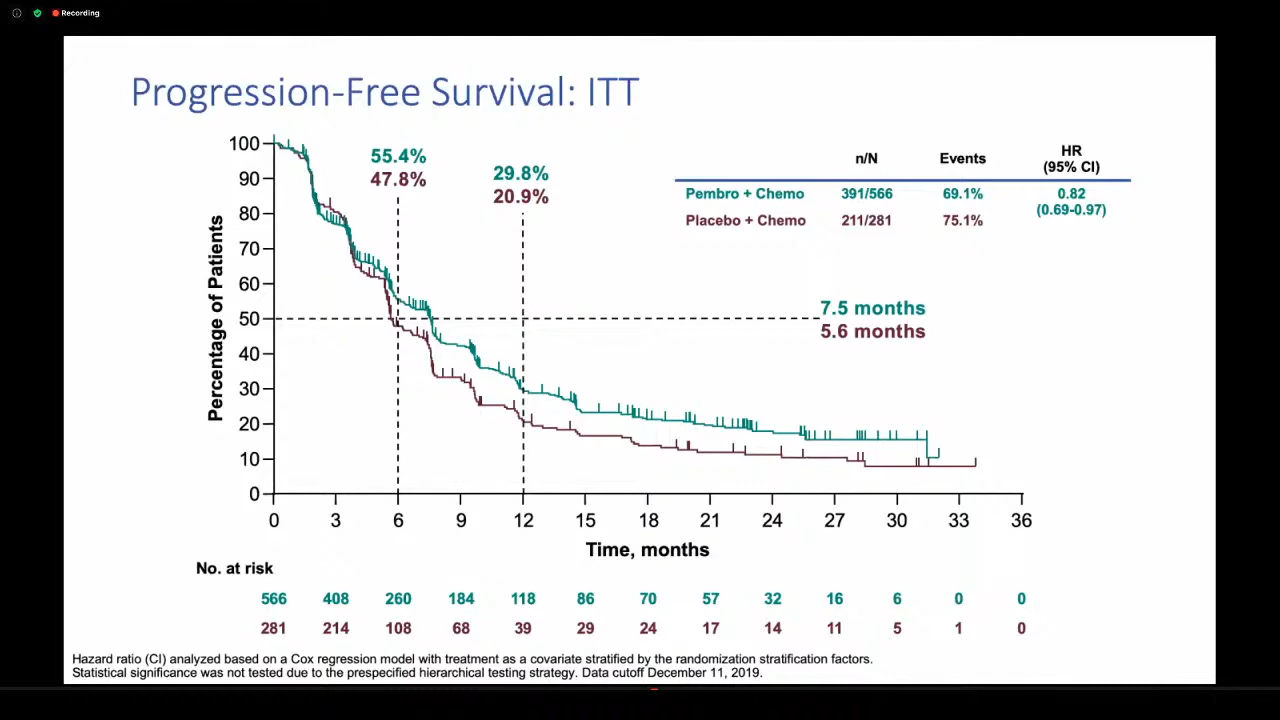 Recording
Progression-Free Survival: ITT
Percentage of Patients
100
90
80
70
60
50
40
30
20
10
0
55.4%
47.8%
29.8%
20.9%
n/N Events HR (95% CI)
Pembro + Chemo 391/566 69.1% 0.82 (0.69-0.97)
Placebo + Chemo 211/281 75.1%
7.5 months
5.6 months
0 3 6 9 12 15 18 21 24 27 30 33 36
Time, months
No. at risk
566 408 260 184 118 86 70 57 32 16 6 0 0
281 214 108 68 39 29 24 17 14 11 5 1 0
Hazard ratio (CI) analyzed based on a Cox regression model with treatment as a covariate stratified by the randomization stratification factors.
Statistical significance was not tested due to the prespecified hierarchical testing strategy. Data cutoff December 11, 2019.